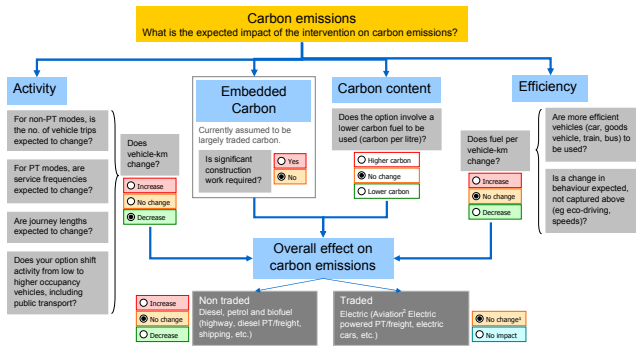 Carbon emissions
What is the expected impact of the intervention on carbon emissions?
Activity
For non-PT modes, is
the no. of vehicle trips
expected to change?
For PT modes, are
service frequencies
expected to change?
Are journey lengths
expected to change?
Does your option shift
activity from low to
higher occupancy
vehicles, including
public transport?
Does
vehicle-km
change?
Increase
No change
Decrease
Embedded
Carbon
Currently assumed to be
largely traded carbon.
Is significant
construction
work required?
Yes
No
Carbon content
Does the option involve a
lower carbon fuel to be
used (carbon per litre)?
Higher carbon
No change
Lower carbon
Efficiency
Does fuel per
vehicle-km
change?
Increase
No change
Decrease
Are more efficient
vehicles (car, goods
vehicle, train, bus) to
be used?
Is a change in
behaviour expected,
not captured above
(eg eco-driving,
speeds)?
Overall effect on
carbon emissions
Increase
No change
Decrease
Non traded
Diesel, petrol and biofuel
(highway, diesel PT/freight,
shipping, etc.)
Traded
Electric (Aviation² Electric
powered PT/freight, electric
cars, etc.)
No change³
No impact